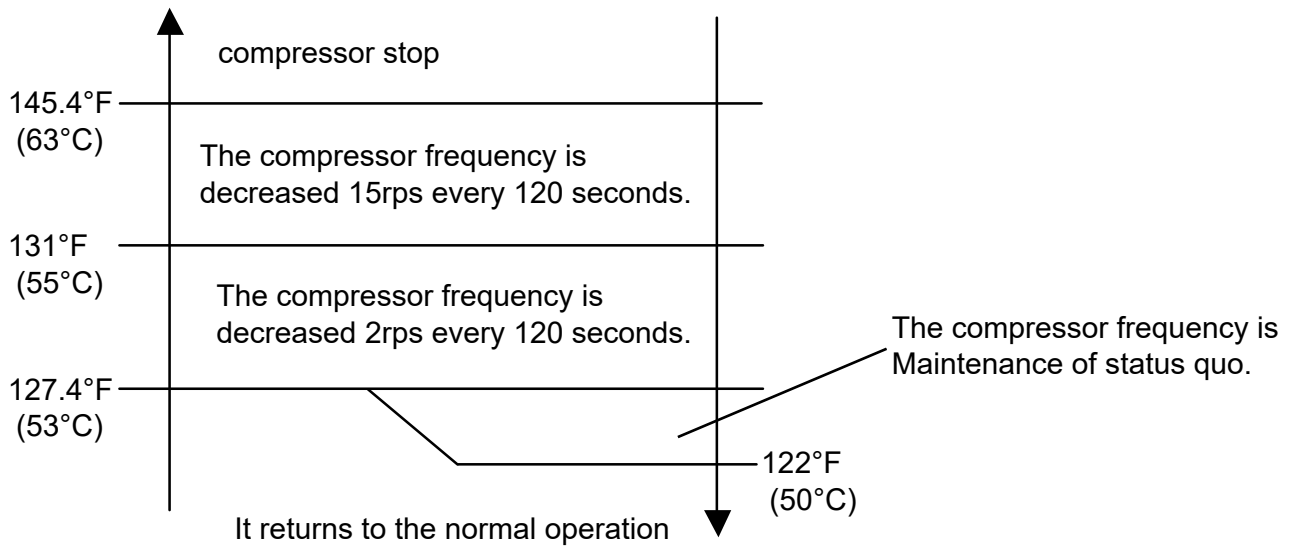 compressor stop
145.4°F
(63°C)
The compressor frequency is
decreased 15rps every 120 seconds.
131°F
(55°C)
The compressor frequency is
decreased 2rps every 120 seconds.
The compressor frequency is
Maintenance of status quo.
127.4°F
(53°C)
122°F
(50°C)
It returns to the normal operation